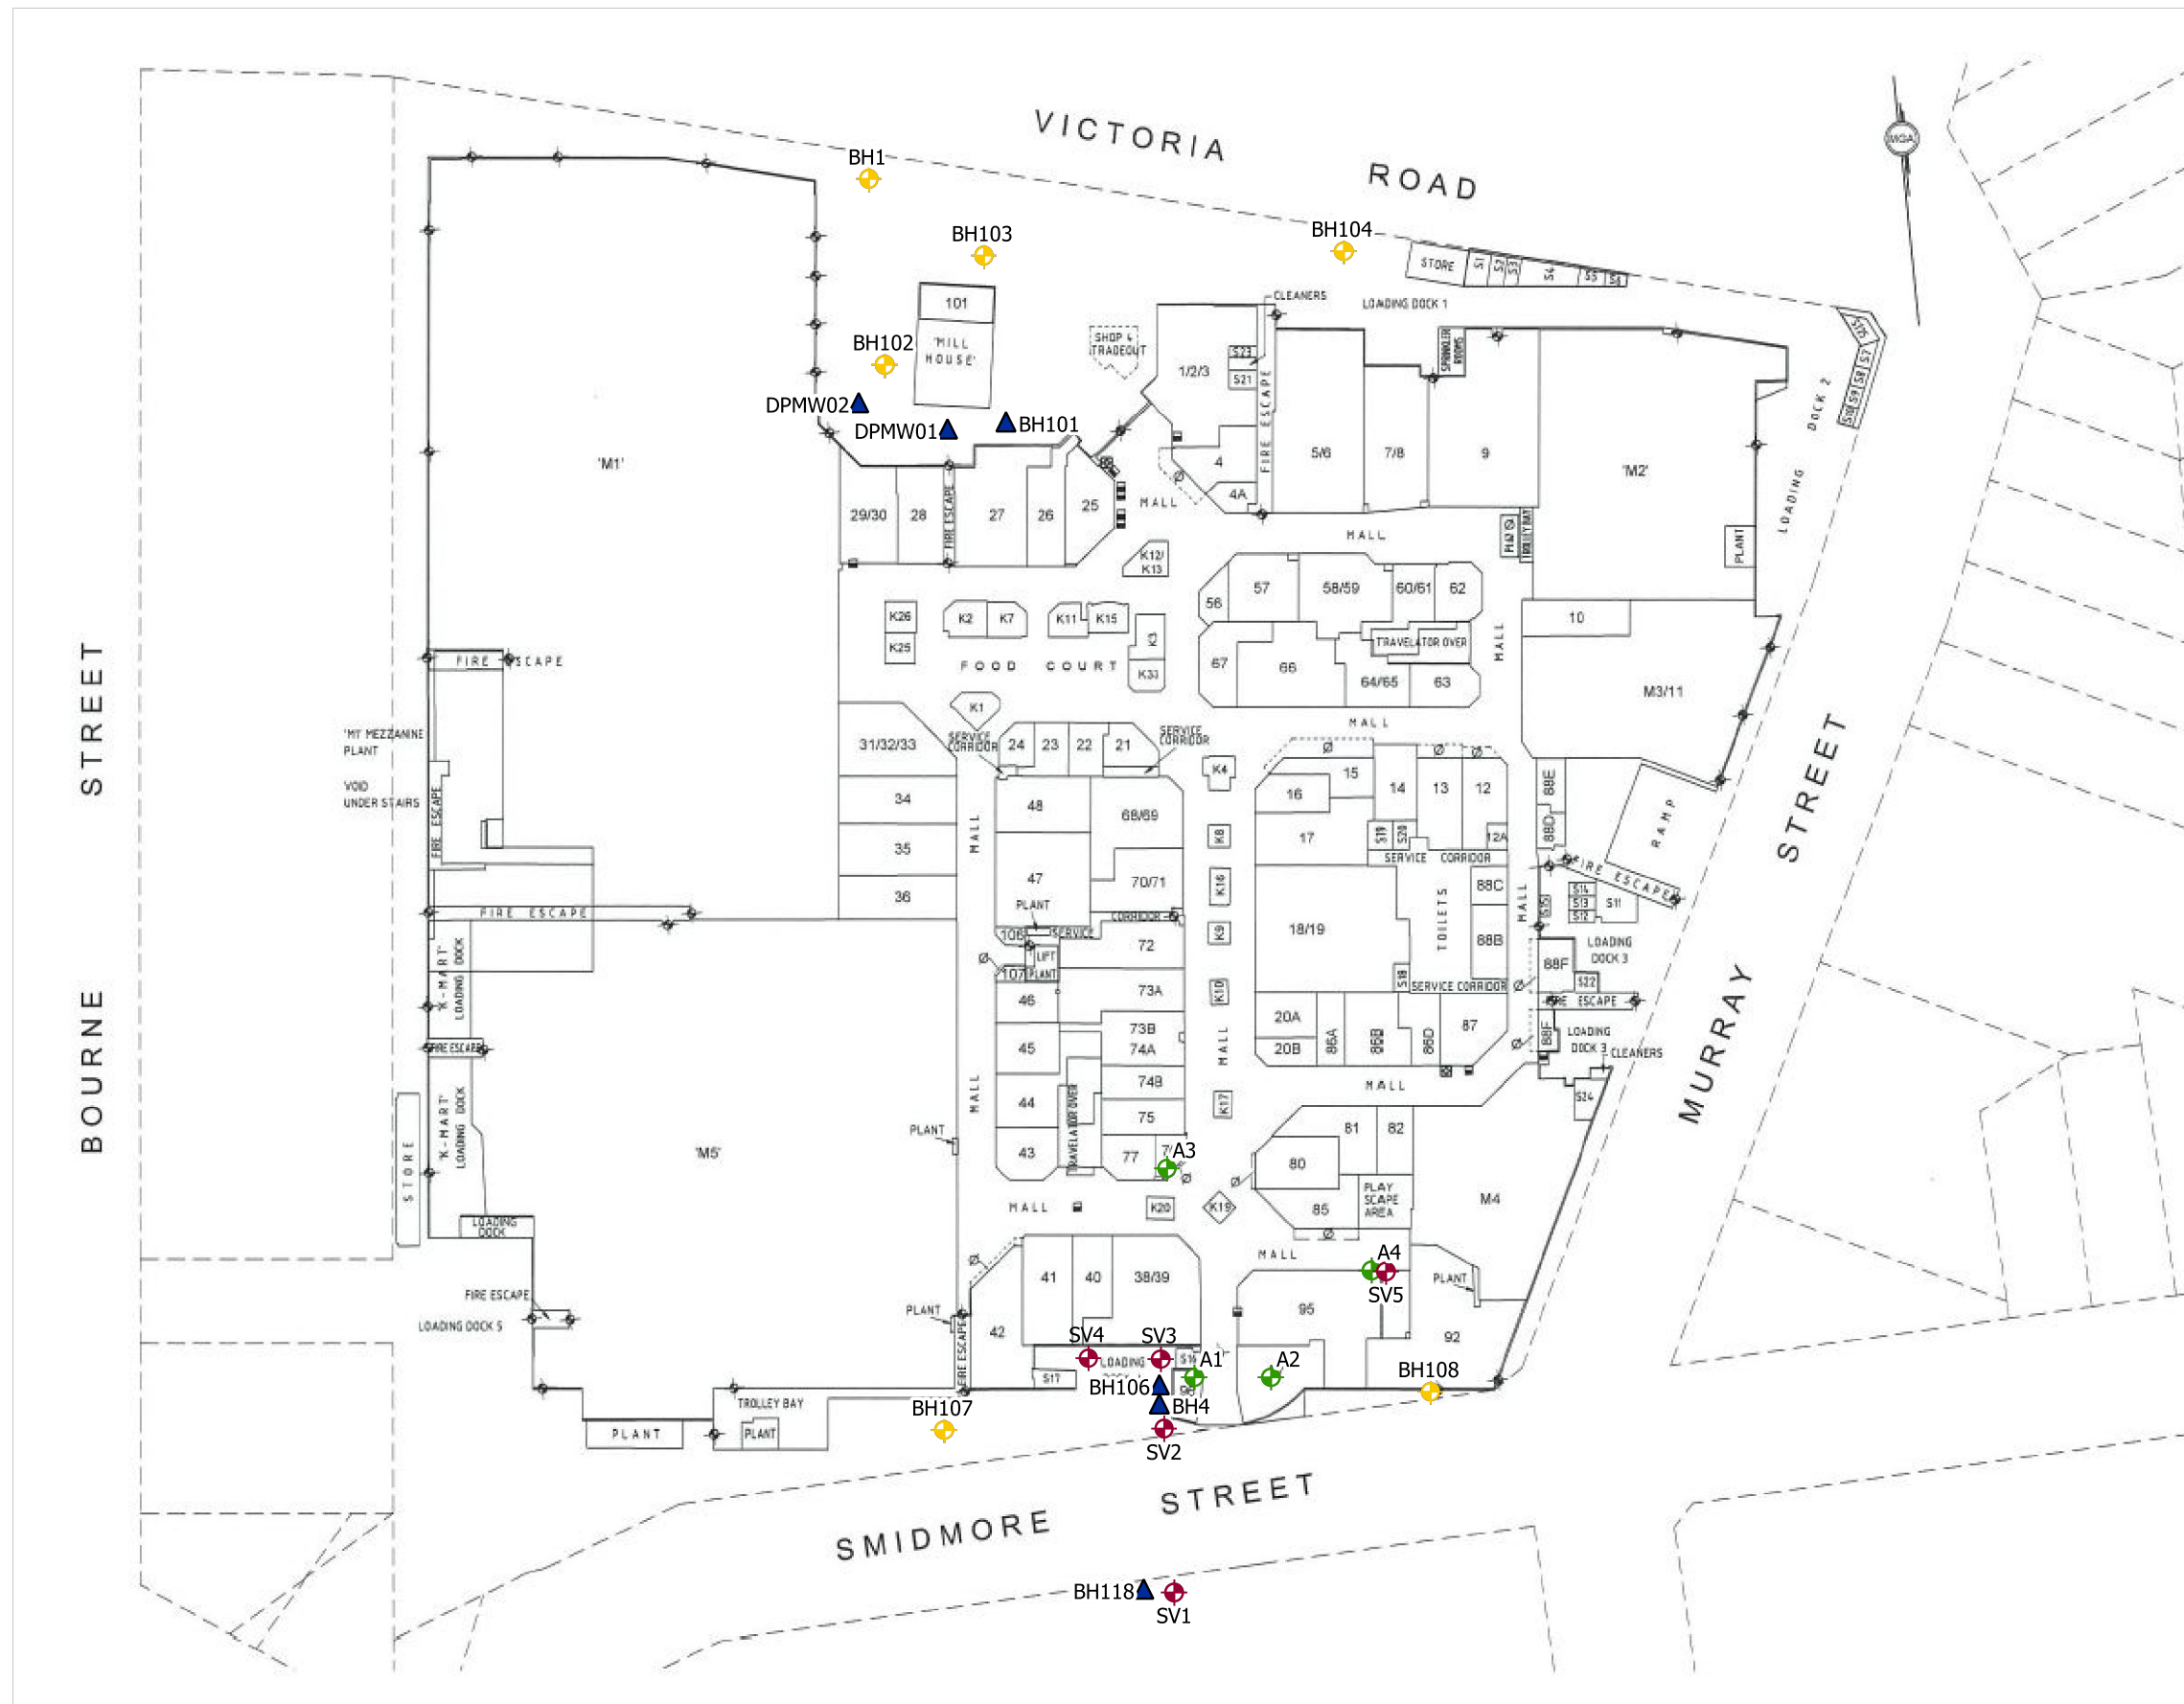 VICTORIA
ROAD
MGA
BH1
BH103
BH104
STORE
S1
S2
S3
S4
S5
S6
CLEANERS
LOADING DOCK 1
101
'MILL
HOUSE'
BH102
SHOP 4
TRADEOUT
1/2/3
S23
S21
SPRINKLER
ROOMS
S7
S8
S9
S10
DOCK 2
LOADING
DPMW02
DPMW01
BH101
'M1'
FIRE ESCAPE
4
4A
5/6
7/8
9
'M2'
29/30
28
FIRE ESCAPE
27
26
25
MALL
MALL
TROLLEY BAY
PLANT
K12/
K13
56
57
58/59
60/61
62
K26
K25
K2
K7
K11
K15
K3
K33
FOOD COURT
67
66
TRAVELATOR OVER
64/65
63
MALL
10
M3/11
STREET
FIRE ESCAPE
K1
'M1' MEZZANINE
PLANT
VOID
UNDER STAIRS
FIRE ESCAPE
31/32/33
SERVICE
CORRIDOR
24
23
22
21
SERVICE
CORRIDOR
MALL
K4
15
16
14
13
12
88E
88D
34
35
36
MALL
48
68/69
K8
17
S19
S20
12A
SERVICE CORRIDOR
RAMP
STREET
FIRE ESCAPE
47
70/71
K16
88C
MALL
S14
S13
S12
S11
S15
PLANT
CORRIDOR
FIRE ESCAPE
106
SERVICE
72
K9
18/19
TOILETS
88B
LOADING
DOCK 3
LIFT
PLANT
107
88F
S22
'K-MART'
LOADING DOCK
46
73A
K10
S18
SERVICE CORRIDOR
FIRE ESCAPE
MURRAY
BOURNE
FIRE ESCAPE
45
73B
74A
MALL
20A
20B
86A
86B
86D
87
88F
LOADING
DOCK 3
CLEANERS
74B
MALL
'K-MART'
LOADING DOCK
MALL
44
TRAVELATOR OVER
75
K17
S24
STORE
PLANT
'M5'
43
77
A3
81
82
80
PLAY
SCAPE
AREA
85
M4
LOADING
DOCK
MALL
K20
K19
MALL
A4
SV5
PLANT
41
40
38/39
95
92
FIRE ESCAPE
LOADING DOCK 5
PLANT
FIRE ESCAPE
42
SV4
SV3
LOADING
S16
A1
A2
S17
BH106
BH4
SV2
BH108
TROLLEY BAY
PLANT
PLANT
BH107
SMIDMORE
STREET
BH118
SV1